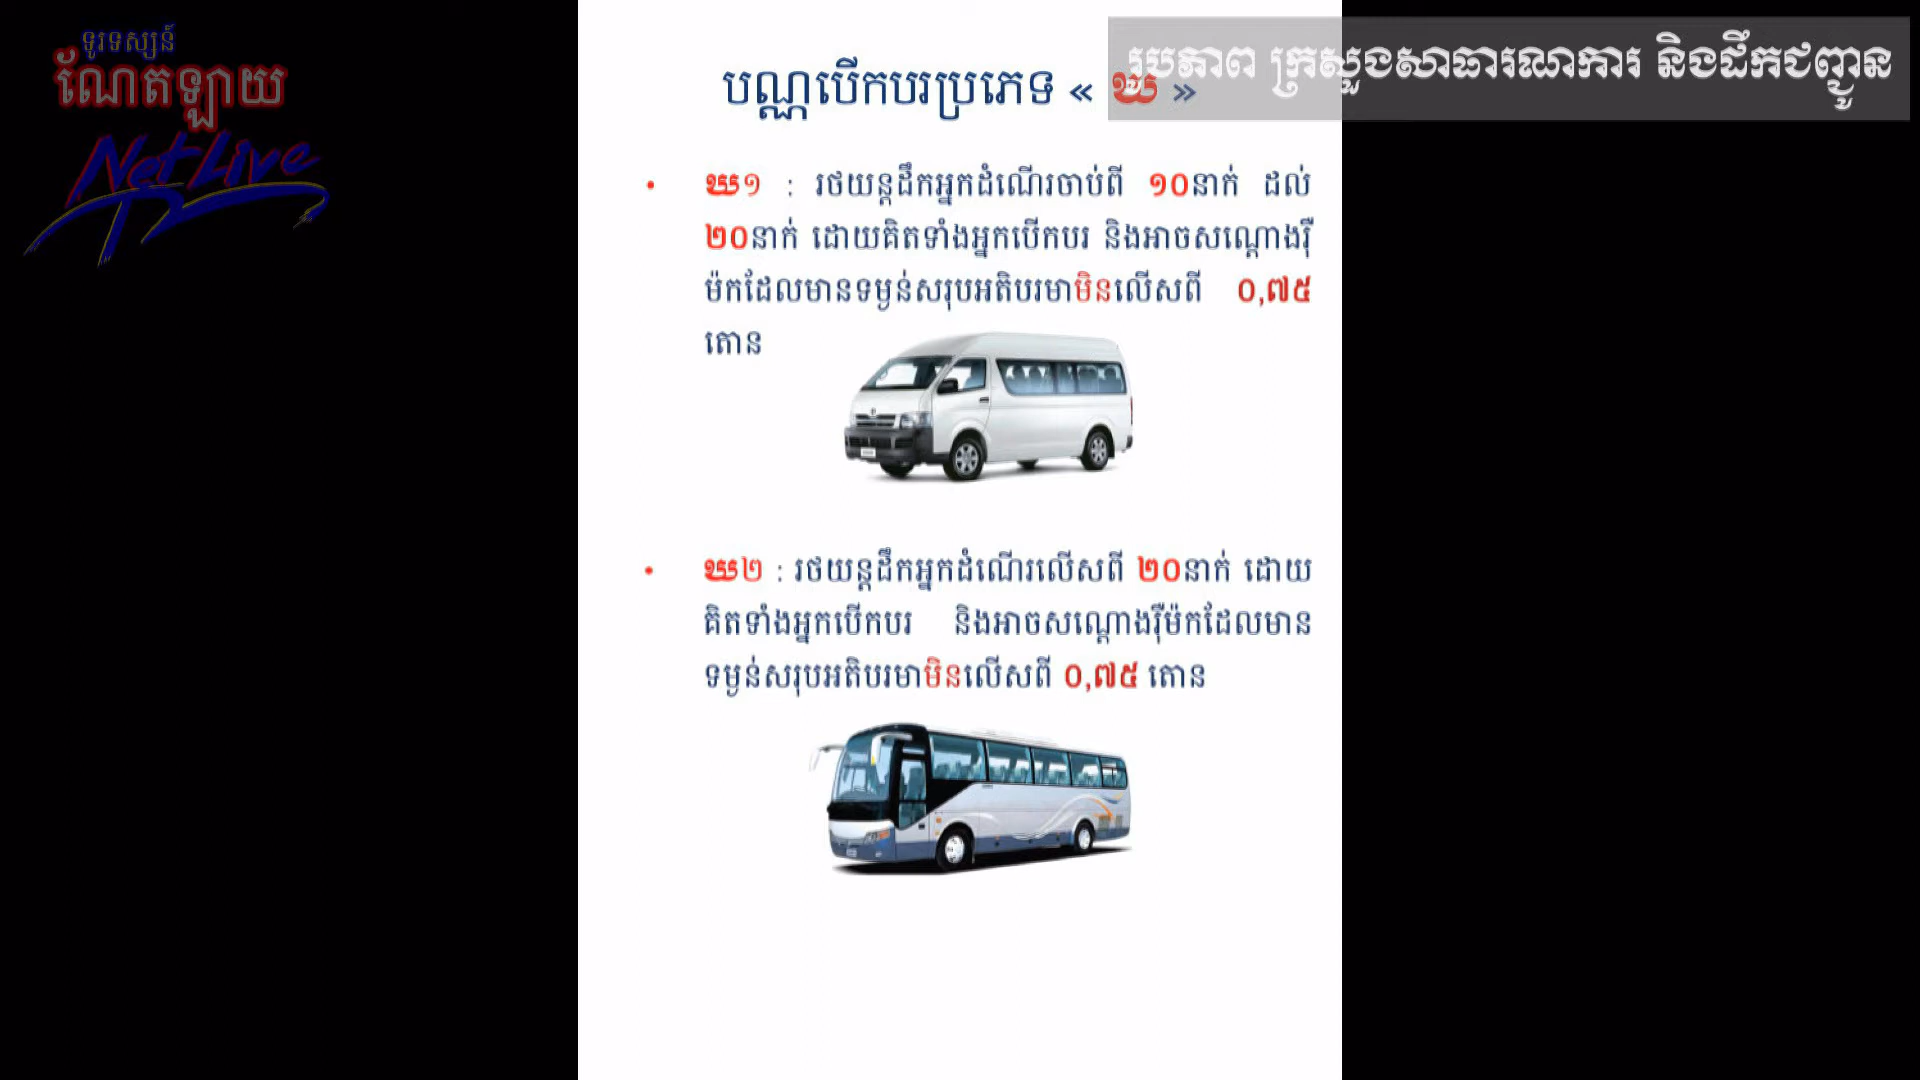 ទូរទស្សន៍
ណែតឡាយ
NetLive
រូបភាព ក្រសួងសាធារណការ និងដឹកជញ្ជូន
បណ្ណបើកបរប្រភេទ « ឃ »
• ឃ១ : រថយន្តដឹកអ្នកដំណើរចាប់ពី ១០នាក់ ដល់
២០នាក់ ដោយគិតទាំងអ្នកបើកបរ និងអាចសណ្តោងរ៉ឺ
ម៉កដែលមានទម្ងន់សរុបអតិបរមាមិនលើសពី ០,៧៥
តោន
• ឃ២ : រថយន្តដឹកអ្នកដំណើរលើសពី ២០នាក់ ដោយ
គិតទាំងអ្នកបើកបរ និងអាចសណ្តោងរ៉ឺម៉កដែលមាន
ទម្ងន់សរុបអតិបរមាមិនលើសពី ០,៧៥ តោន